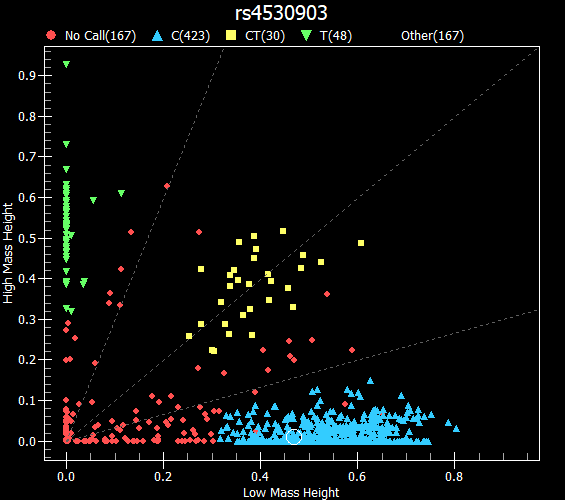 rs4530903
No Call(167) C(423) CT(30) T(48) Other(167)
0.9
0.8
0.7
0.6
0.5
0.4
0.3
0.2
0.1
0.0
High Mass Height
0.0 0.2 0.4 0.6 0.8
Low Mass Height